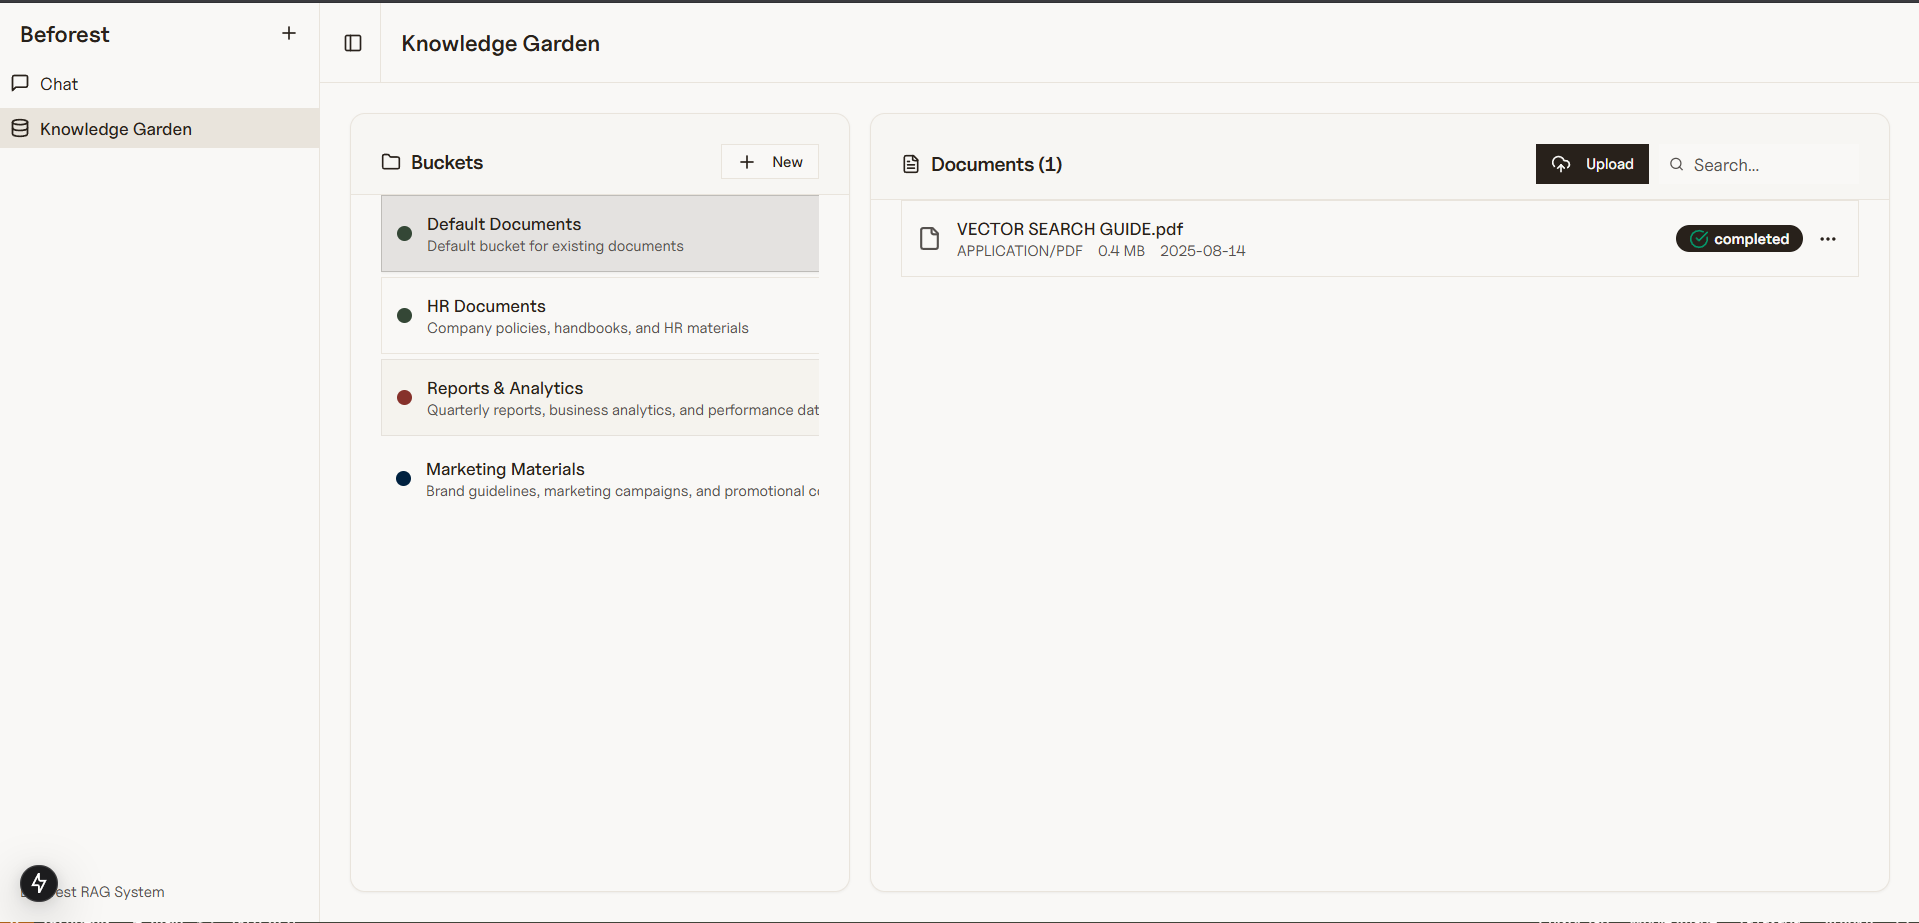 Beforest
Chat
Knowledge Garden
est RAG System
Knowledge Garden
Buckets
New
Default Documents
Default bucket for existing documents
HR Documents
Company policies, handbooks, and HR materials
Reports & Analytics
Quarterly reports, business analytics, and performance dat
Marketing Materials
Brand guidelines, marketing campaigns, and promotional
Documents (1)
Upload
Search...
VECTOR SEARCH GUIDE.pdf
APPLICATION/PDF 0.4 MB 2025-08-14
completed